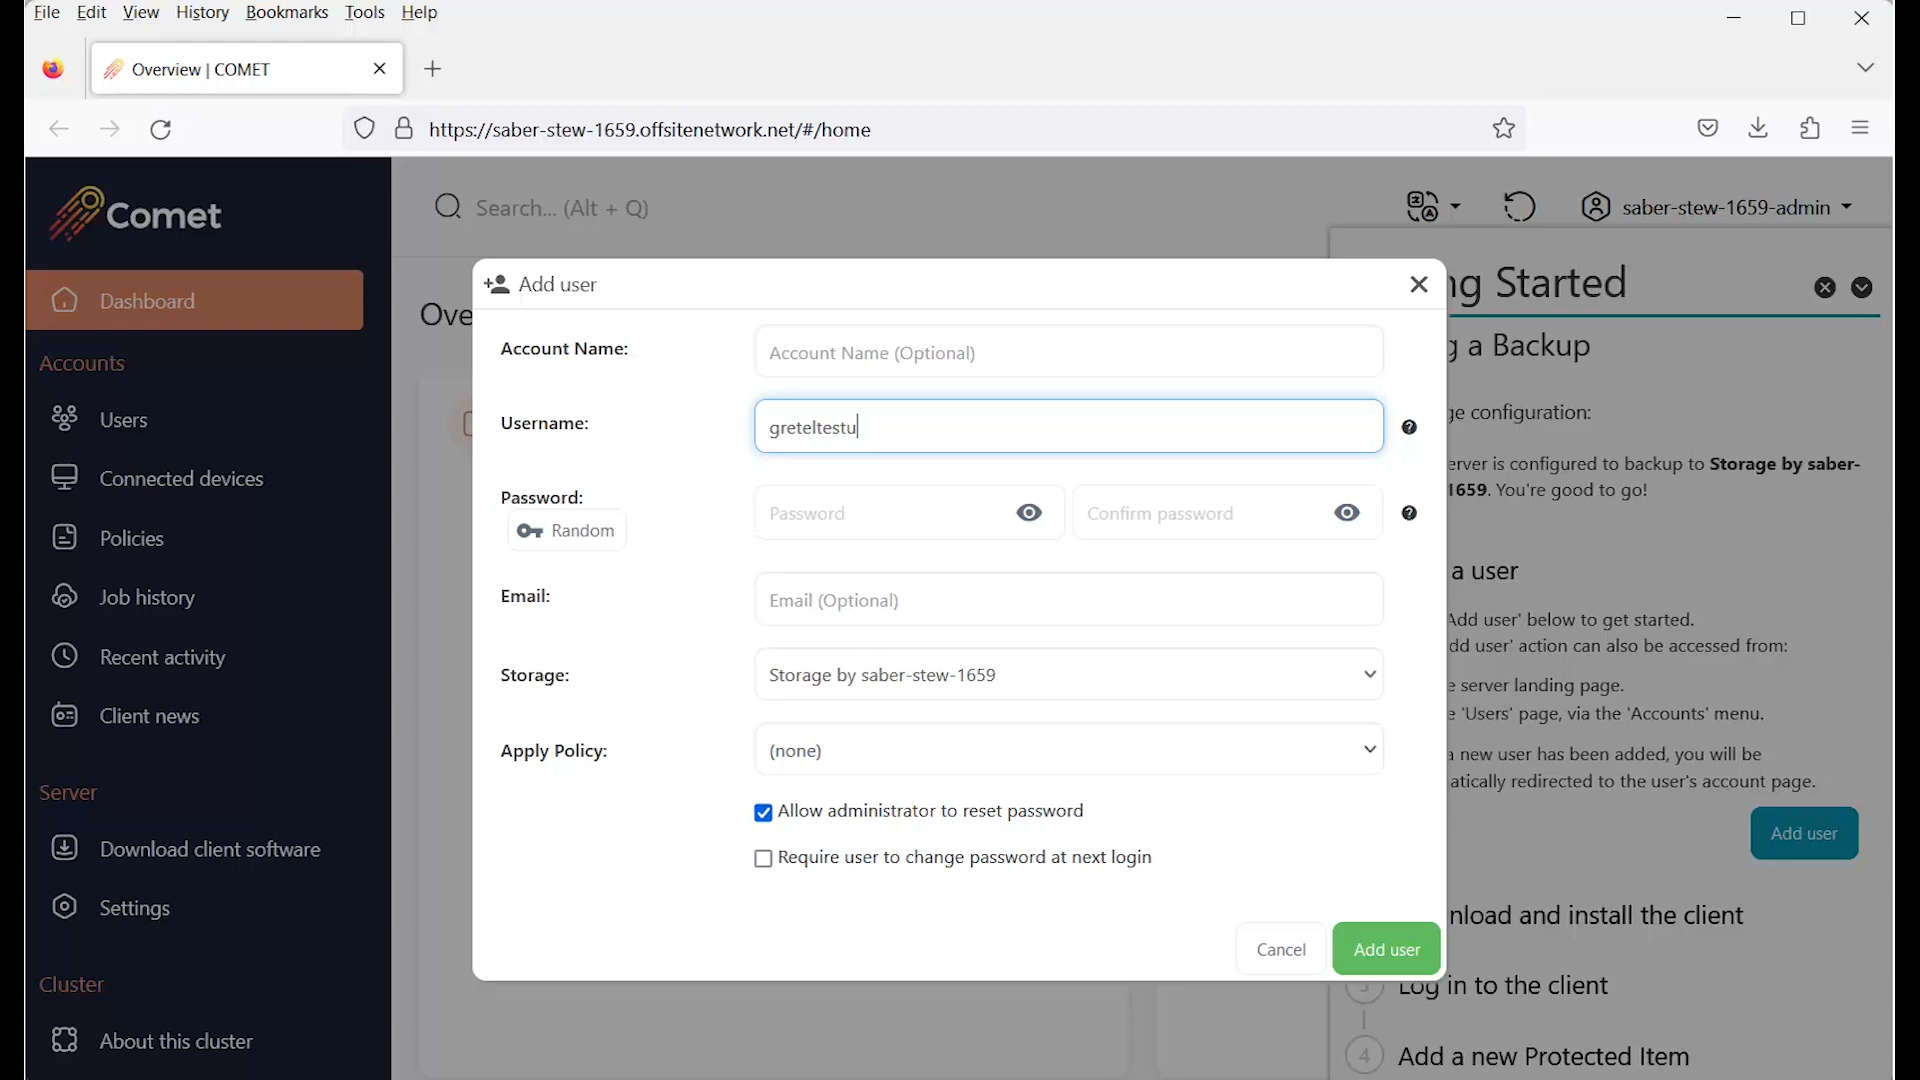 File Edit View History Bookmarks Tools Help
Overview | COMET
https://saber-stew-1659.offsitenetwork.net/#/home
Comet
Search... (Alt + Q)
saber-stew-1659-admin
Dashboard
Accounts
Users
Connected devices
Policies
Job history
Recent activity
Client news
Server
Download client software
Settings
Cluster
About this cluster
Ove
Add user
Account Name:
Account Name (Optional)
Username:
greteltestu
Password:
Random
Password
Confirm password
Email:
Email (Optional)
Storage:
Storage by saber-stew-1659
Apply Policy:
(none)
Allow administrator to reset password
Require user to change password at next login
Cancel
Add user
ng Started
g a Backup
ge configuration:
erver is configured to backup to Storage by saber-
1659. You're good to go!
a user
Add user' below to get started.
dd user' action can also be accessed from:
e server landing page.
e 'Users' page, via the 'Accounts' menu.
a new user has been added, you will be
atically redirected to the user's account page.
Add user
nload and install the client
3 Log in to the client
4 Add a new Protected Item